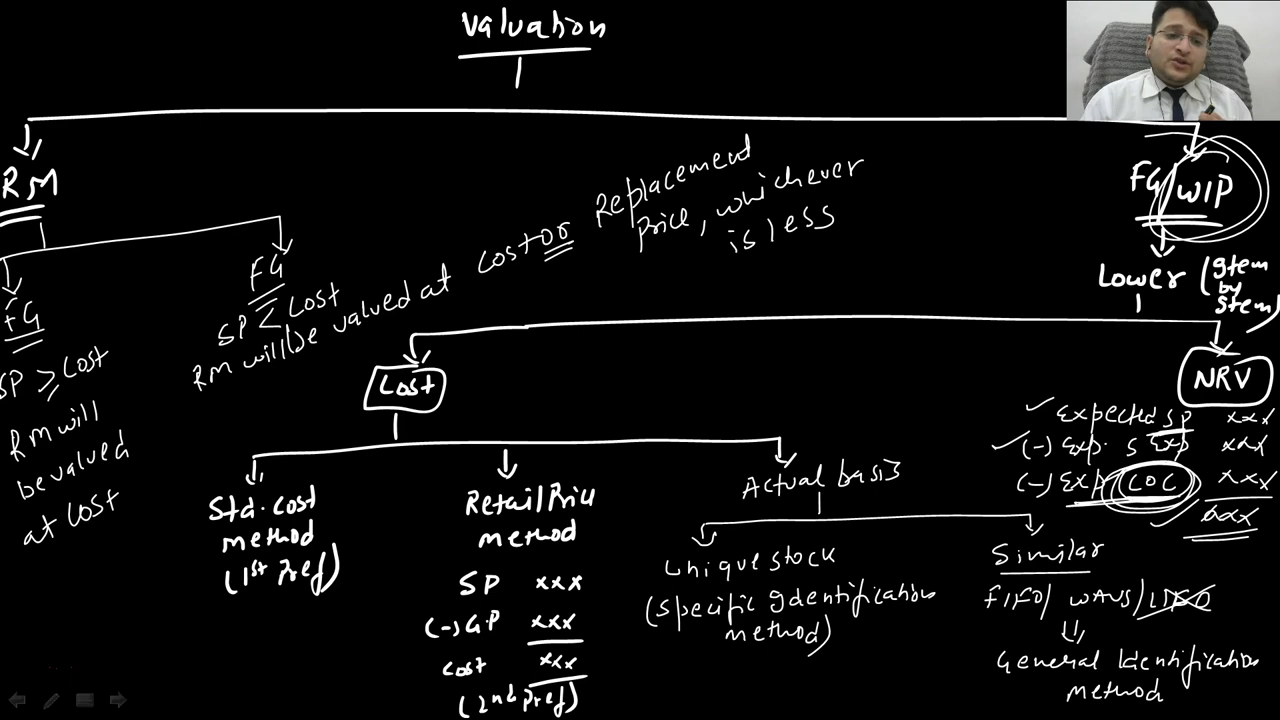 Valuation
RM
FG
SP ≥ Cost
RM will
be valued
at cost
FG
SP < Cost
RM will be valued at cost or Replacement
Price, whichever
is less
FG/WIP
Lower (Item
by
Item)
Cost
NRV
✓ Expected SP xxx
✓ (-) Exp. S Exp xxx
(-) Exp COC xxx
✓ xxx
Std. cost
method
(1st Pref)
Retail Price
method
SP xxx
(-) G.P xxx
cost xxx
(2nd Pref)
Actual basis
Unique stock
(Specific Identification
method)
Similar
FIFO/ WAVG/ LIFO
General Identification
method